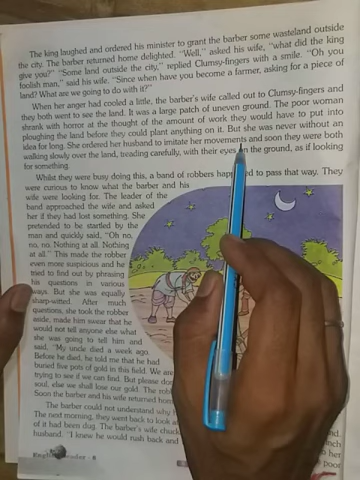 The king laughed and ordered his minister to grant the barber some wasteland outside
the city. The barber returned home delighted. "Well," asked his wife, "what did the king
give you?" "Some land outside the city," replied Clumsy-fingers with a smile. "Oh you
foolish man," said his wife. "Since when have you become a farmer, asking for a piece of
land? What are we going to do with it?"
When her anger had cooled a little, the barber's wife called out to Clumsy-fingers and
they both went to see the land. It was a large patch of uneven ground. The poor woman
shrank with horror at the thought of the amount of work they would have to put into
ploughing the land before they could plant anything on it. But she was never without an
idea for long. She ordered her husband to imitate her movements and soon they were both
walking slowly over the land, treading carefully, with their eyes on the ground, as if looking
for something.
Whilst they were busy doing this, a band of robbers to pass that way. They
were curious to know what the barber and his
wife were looking for. The leader of the
band approached the wife and asked
her if they had lost something. She
pretended to be startled by the
man and quickly said, "Oh no,
no, no. Nothing at all. Nothing
at all." This made the robber
even more suspicious and he
tried to find out by phrasing
his questions in various
ways. But she was equally
sharp-witted. After much
questions, she took the robber
aside, made him swear that he
would not tell anyone else what
she was going to tell him and
said, "My uncle died a week ago.
Before he died, he told me that he had
buried five pots of gold in this field. We are
trying to see if we can find. But please don
soul, else we shall lose our gold. The
Soon the barber and his wife returned
The barber could not understand why
The next morning, they went back to look
of it had been dug. The barber's wife
husband. "I knew he would rush back and
her
poor